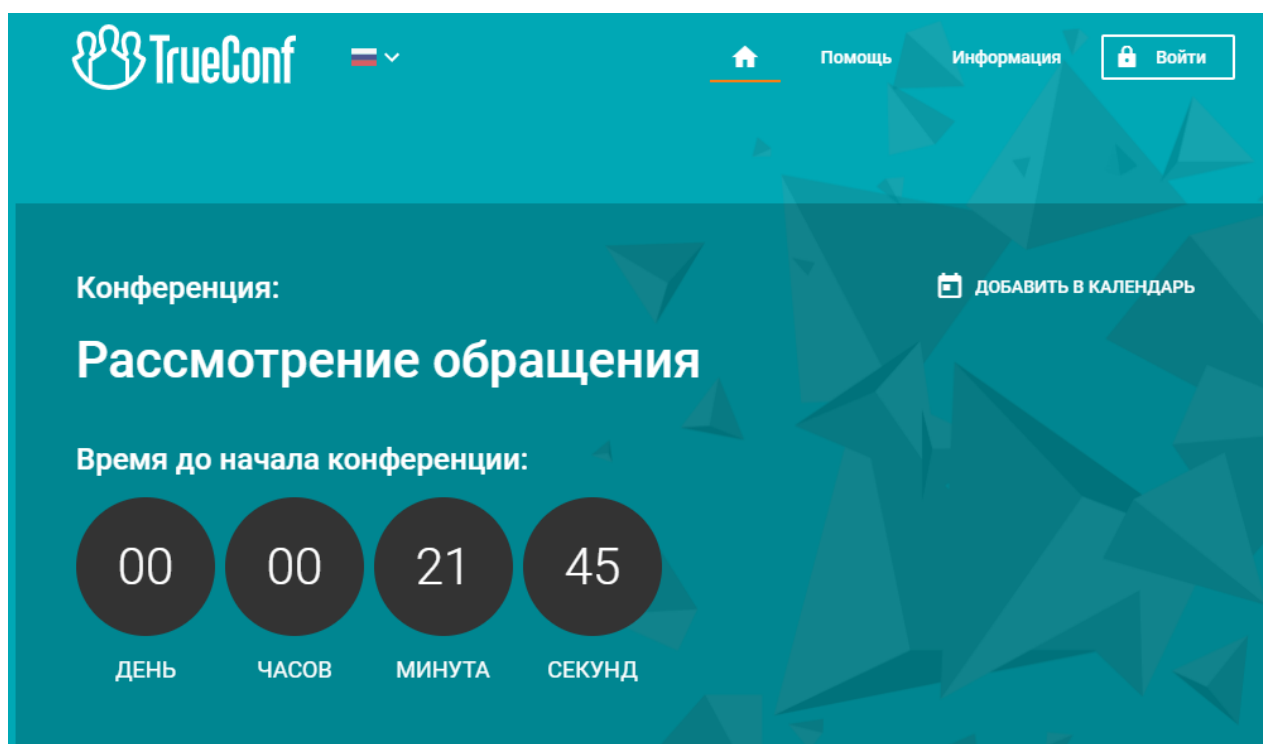 TrueConf
Помощь
Информация
Войти
Конференция:
ДОБАВИТЬ В КАЛЕНДАРЬ
Рассмотрение обращения
Время до начала конференции:
00 00 21 45
ДЕНЬ ЧАСОВ МИНУТА СЕКУНД